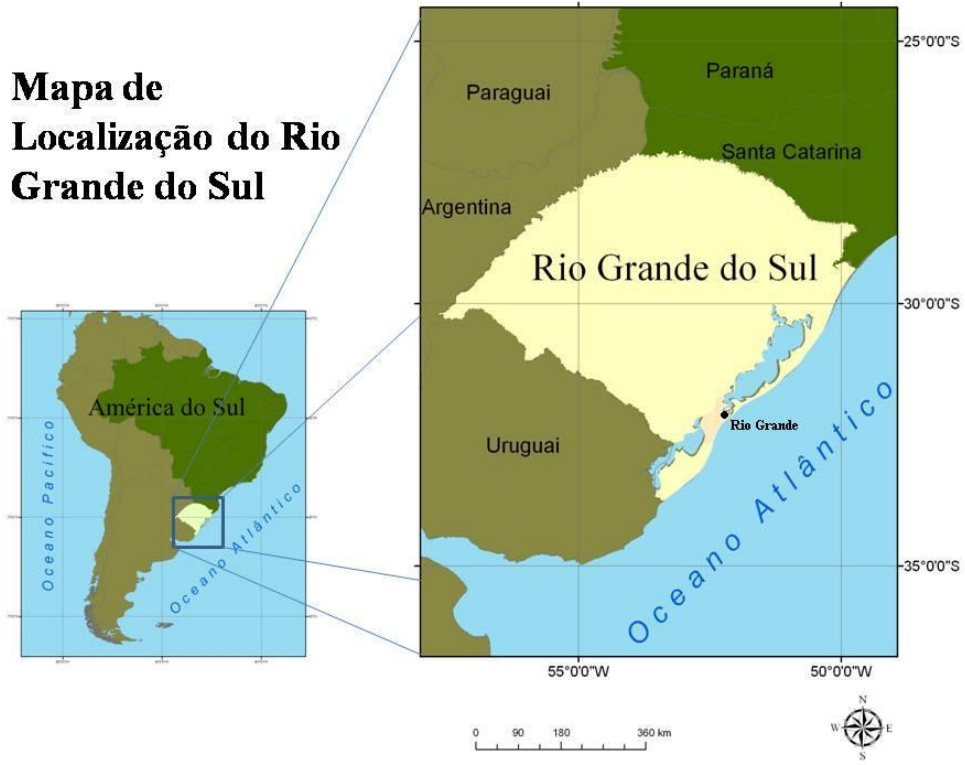 Mapa de
Localização do Rio
Grande do Sul
América do Sul
Oceano Pacifico
Oceano Atlântico
Paraguai
Paraná
Santa Catarina
Argentina
Rio Grande do Sul
Rio Grande
Uruguai
Oceano Atlântico
25°0'0"S
30°0'0"S
35°0'0"S
55°0'0"W
50°0'0"W
0 90 180 360 km
N
W E
S